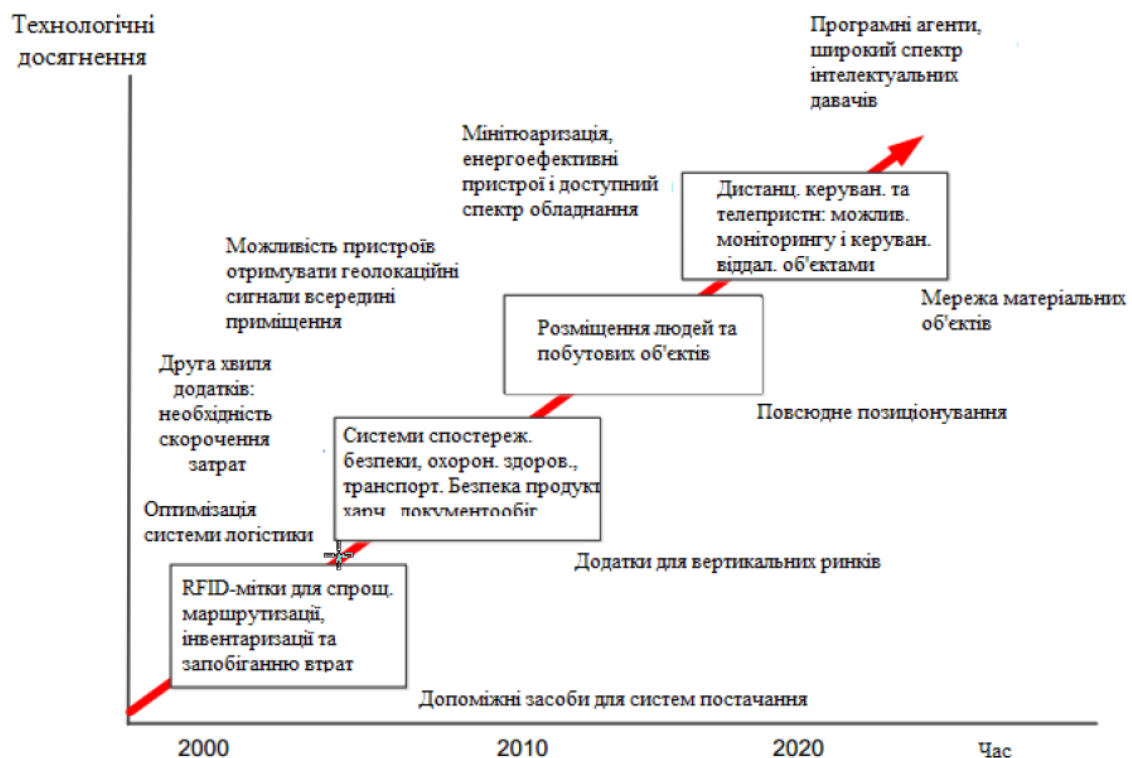 Технологічні
досягнення
Програмні агенти,
широкий спектр
інтелектуальних
давачів
Мінітюаризація,
енергоефективні
пристрої і доступний
спектр обладнання
Дистанц. керуван. та
телепристн: можлив.
моніторингу і керуван.
віддал. об'єктами
Можливість пристроїв
отримувати геолокаційні
сигнали всередині
приміщення
Мережа матеріальних
об'єктів
Розміщення людей та
побутових об'єктів
Друга хвиля
додатків:
необхідність
скорочення
затрат
Повсюдне позиціонування
Системи спостереж.
безпеки, охорон. здоров.,
транспорт. Безпека продукт
харч., документообіг
Оптимізація
системи логістики
Додатки для вертикальних ринків
RFID-мітки для спрощ.
маршрутизації,
інвентаризації та
запобіганню втрат
Допоміжні засоби для систем постачання
2000
2010
2020
Час